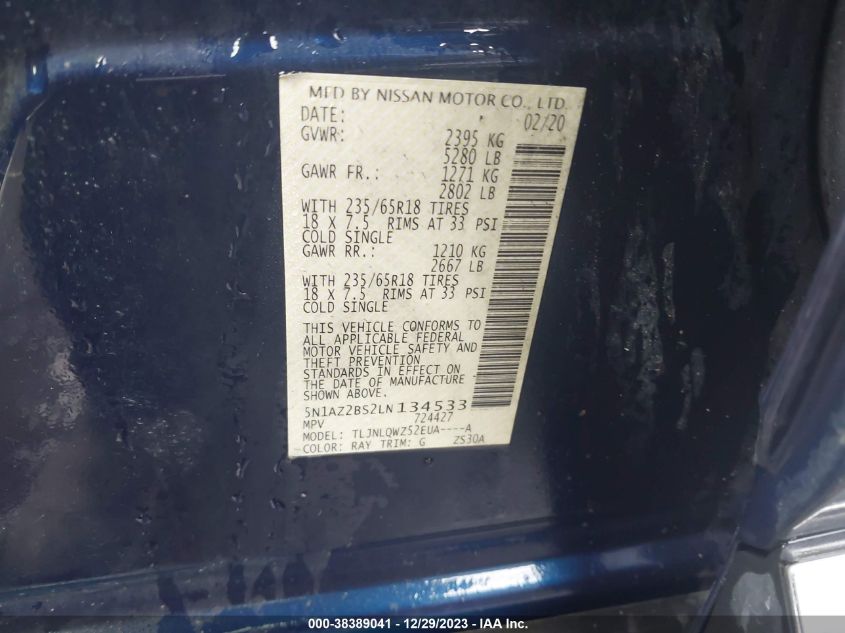 MFD BY NISSAN MOTOR CO., LTD.
DATE: 02/20
GVWR: 2395 KG
5280 LB
GAWR FR.: 1271 KG
2802 LB
WITH 235/65R18 TIRES
18 X 7.5 RIMS AT 33 PSI
COLD SINGLE
GAWR RR.: 1210 KG
2667 LB
WITH 235/65R18 TIRES
18 X 7.5 RIMS AT 33 PSI
COLD SINGLE
THIS VEHICLE CONFORMS TO
ALL APPLICABLE FEDERAL
MOTOR VEHICLE SAFETY AND
THEFT PREVENTION
STANDARDS IN EFFECT ON
THE DATE OF MANUFACTURE
SHOWN ABOVE.
5N1AZ2BS2LN134533
MPV 724427
MODEL: TLJNLQWZ52EUA----A
COLOR: RAY TRIM: G ZS30A
000-38389041 - 12/29/2023 - IAA Inc.